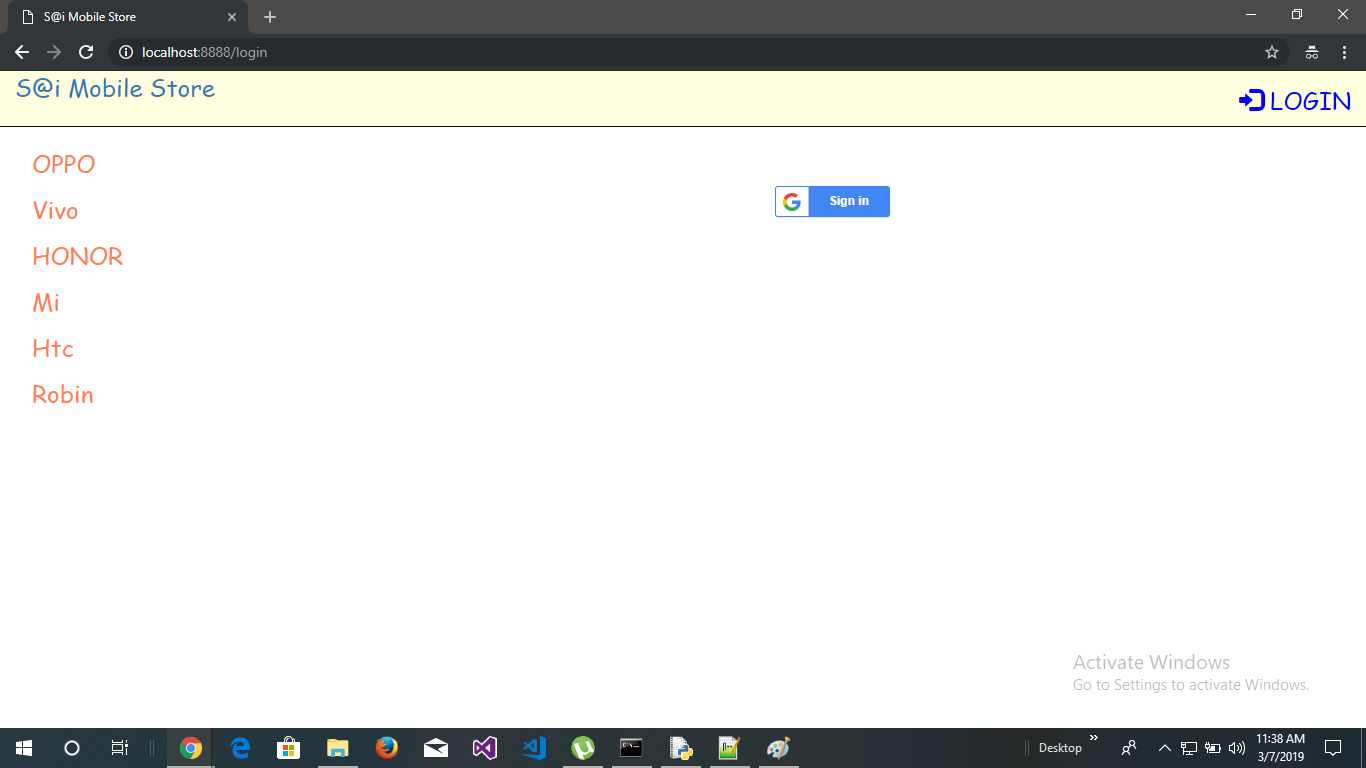 S@i Mobile Store
localhost:8888/login
S@i Mobile Store
LOGIN
OPPO
Vivo
HONOR
Mi
Htc
Robin
Sign in
Activate Windows
Go to Settings to activate Windows.
Desktop
11:38 AM
3/7/2019